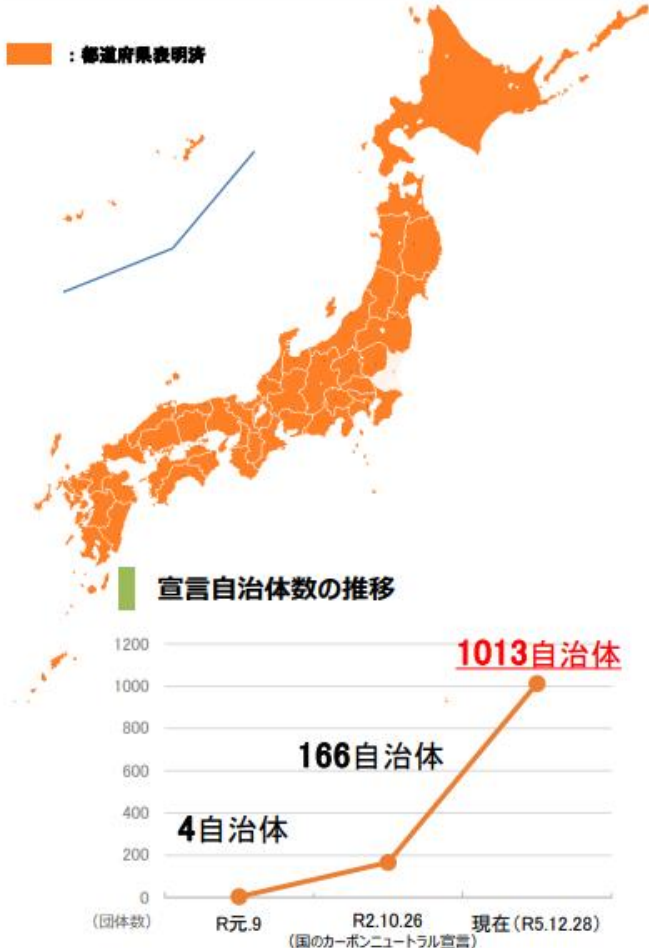 ：都道府県表明済
宣言自治体数の推移
1200
1000
800
600
400
200
0
1013自治体
166自治体
4自治体
(団体数)
R元.9
R2.10.26
現在(R5.12.28)
(国のカーボンニュートラル宣言)